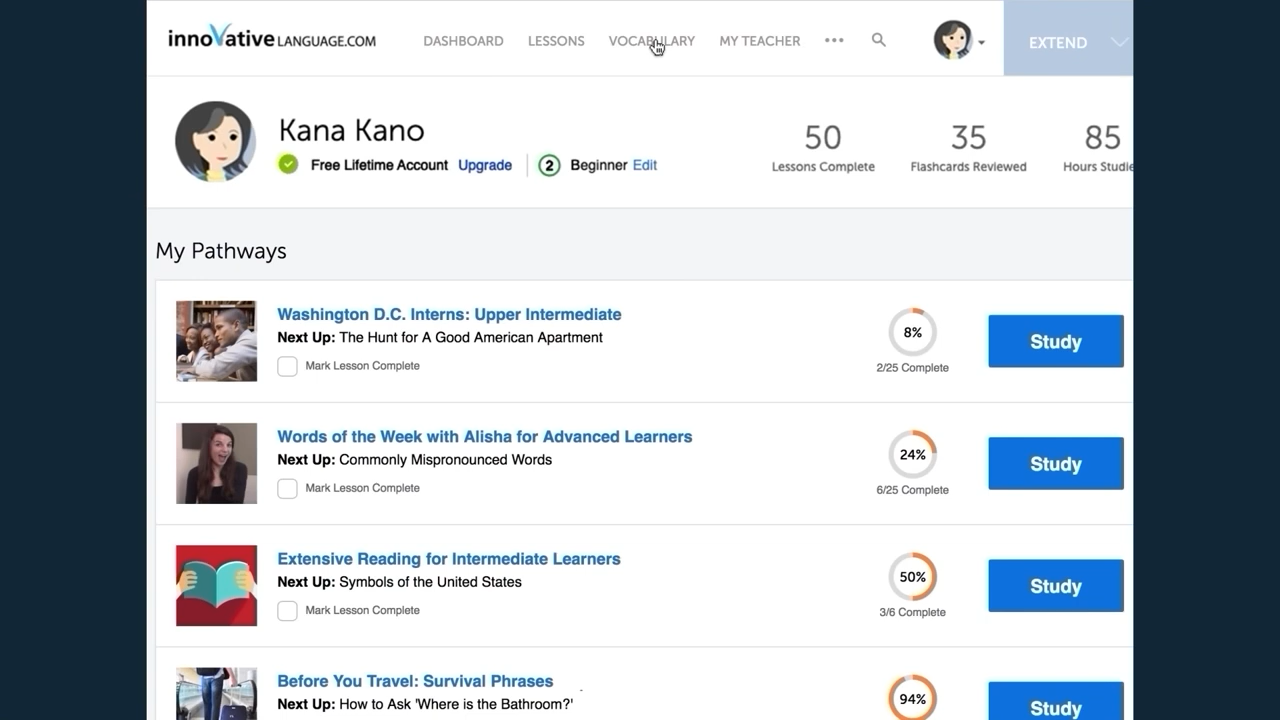 innoVative LANGUAGE.COM
DASHBOARD LESSONS VOCABULARY MY TEACHER
EXTEND
Kana Kano
Free Lifetime Account Upgrade 2 Beginner Edit
50 35 85
Lessons Complete Flashcards Reviewed Hours Studie
My Pathways
Washington D.C. Interns: Upper Intermediate
Next Up: The Hunt for A Good American Apartment
Mark Lesson Complete
8%
2/25 Complete
Study
Words of the Week with Alisha for Advanced Learners
Next Up: Commonly Mispronounced Words
Mark Lesson Complete
24%
6/25 Complete
Study
Extensive Reading for Intermediate Learners
Next Up: Symbols of the United States
Mark Lesson Complete
50%
3/6 Complete
Study
Before You Travel: Survival Phrases
Next Up: How to Ask 'Where is the Bathroom?'
94%
Study